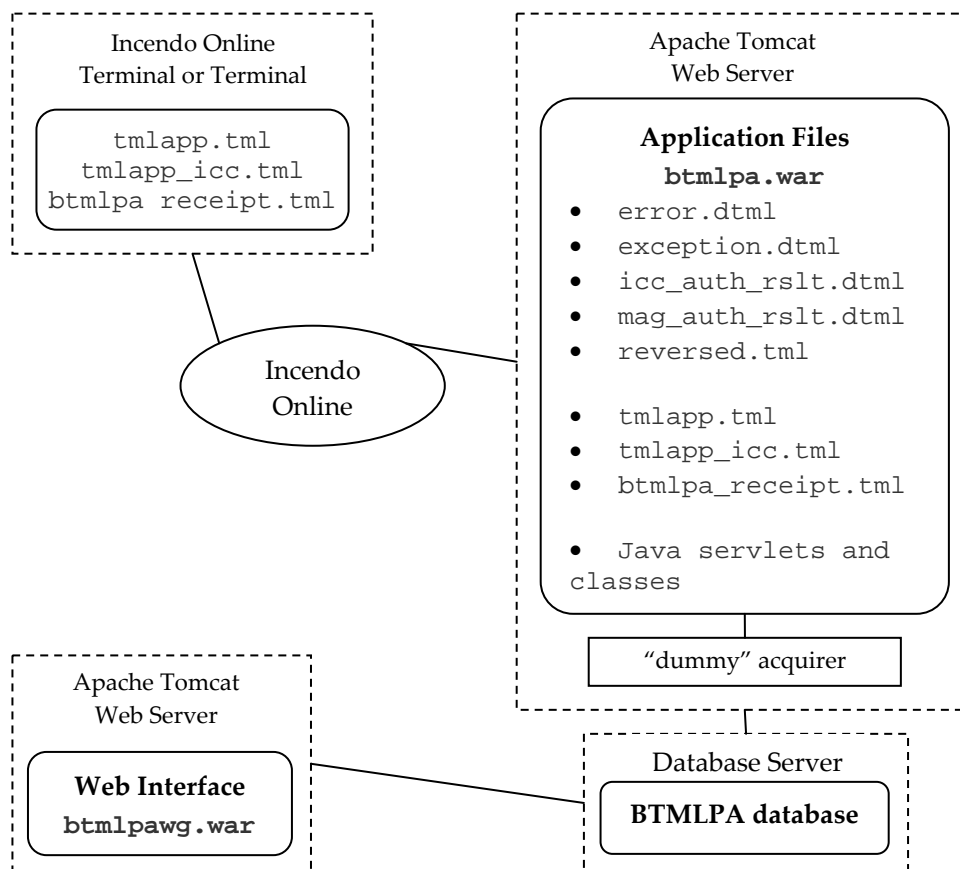 Incendo Online
Terminal or Terminal
tmlapp.tml
tmlapp_icc.tml
btmlpa receipt.tml
Incendo
Online
Apache Tomcat
Web Server
Application Files
btmlpa.war
• error.dtml
• exception.dtml
• icc_auth_rslt.dtml
• mag_auth_rslt.dtml
• reversed.tml
• tmlapp.tml
• tmlapp_icc.tml
• btmlpa_receipt.tml
• Java servlets and
classes
“dummy” acquirer
Apache Tomcat
Web Server
Web Interface
btmlpawg.war
Database Server
BTMLPA database